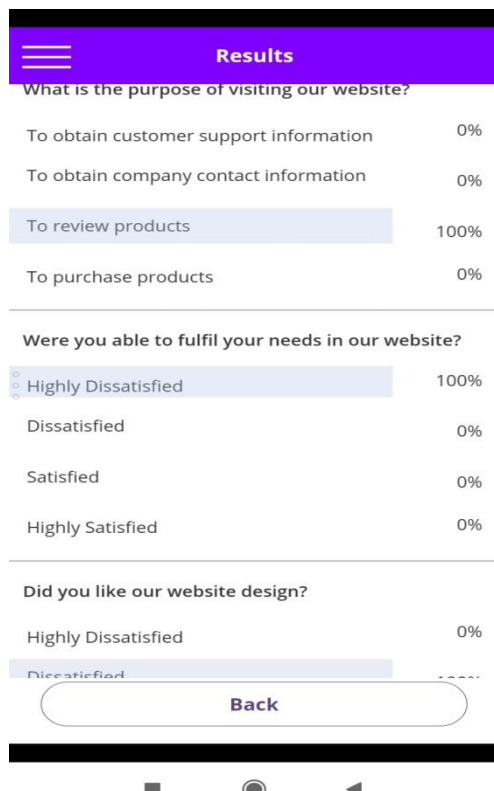 Results
What is the purpose of visiting our website?
To obtain customer support information 0%
To obtain company contact information 0%
To review products 100%
To purchase products 0%
Were you able to fulfil your needs in our website?
Highly Dissatisfied 100%
Dissatisfied 0%
Satisfied 0%
Highly Satisfied 0%
Did you like our website design?
Highly Dissatisfied 0%
Dissatisfied 100%
Back